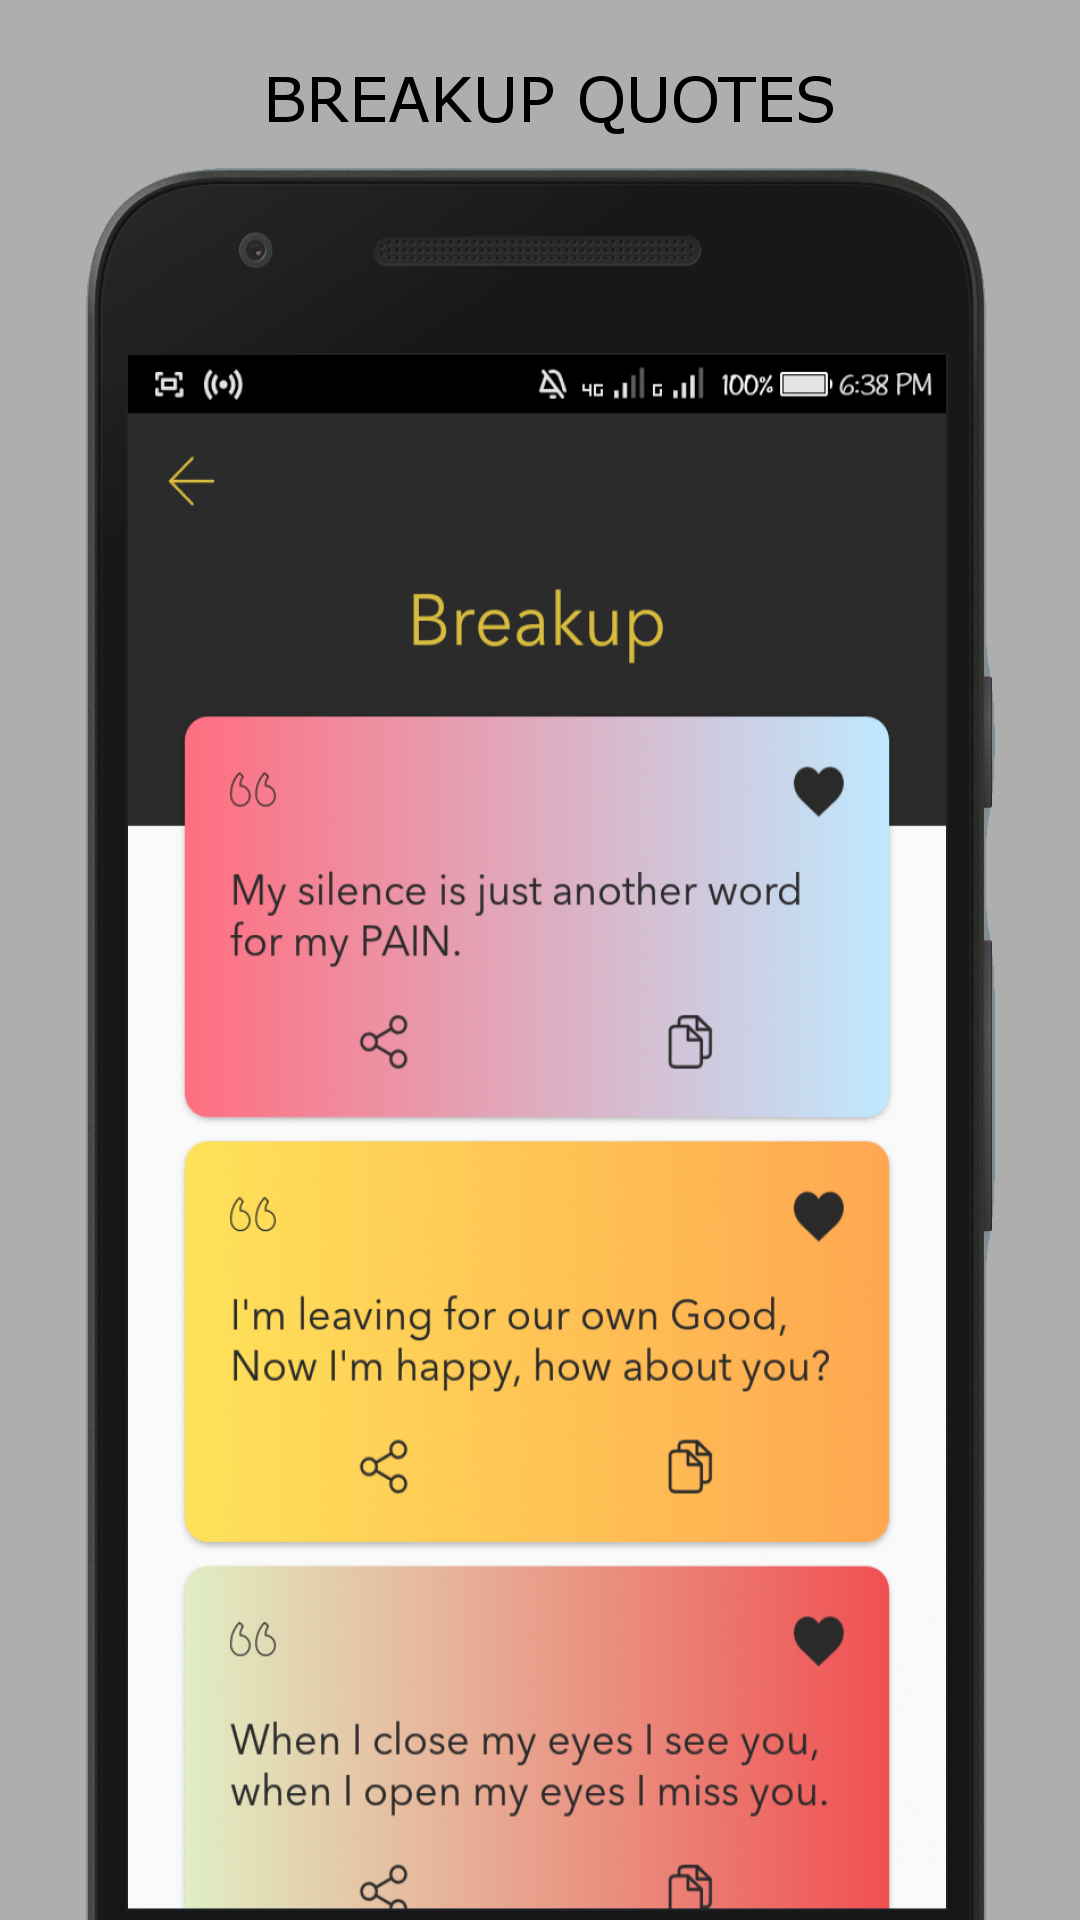 BREAKUP QUOTES
4G G 100% 6:38 PM
Breakup
My silence is just another word
for my PAIN.
I'm leaving for our own Good,
Now I'm happy, how about you?
When I close my eyes I see you,
when I open my eyes I miss you.